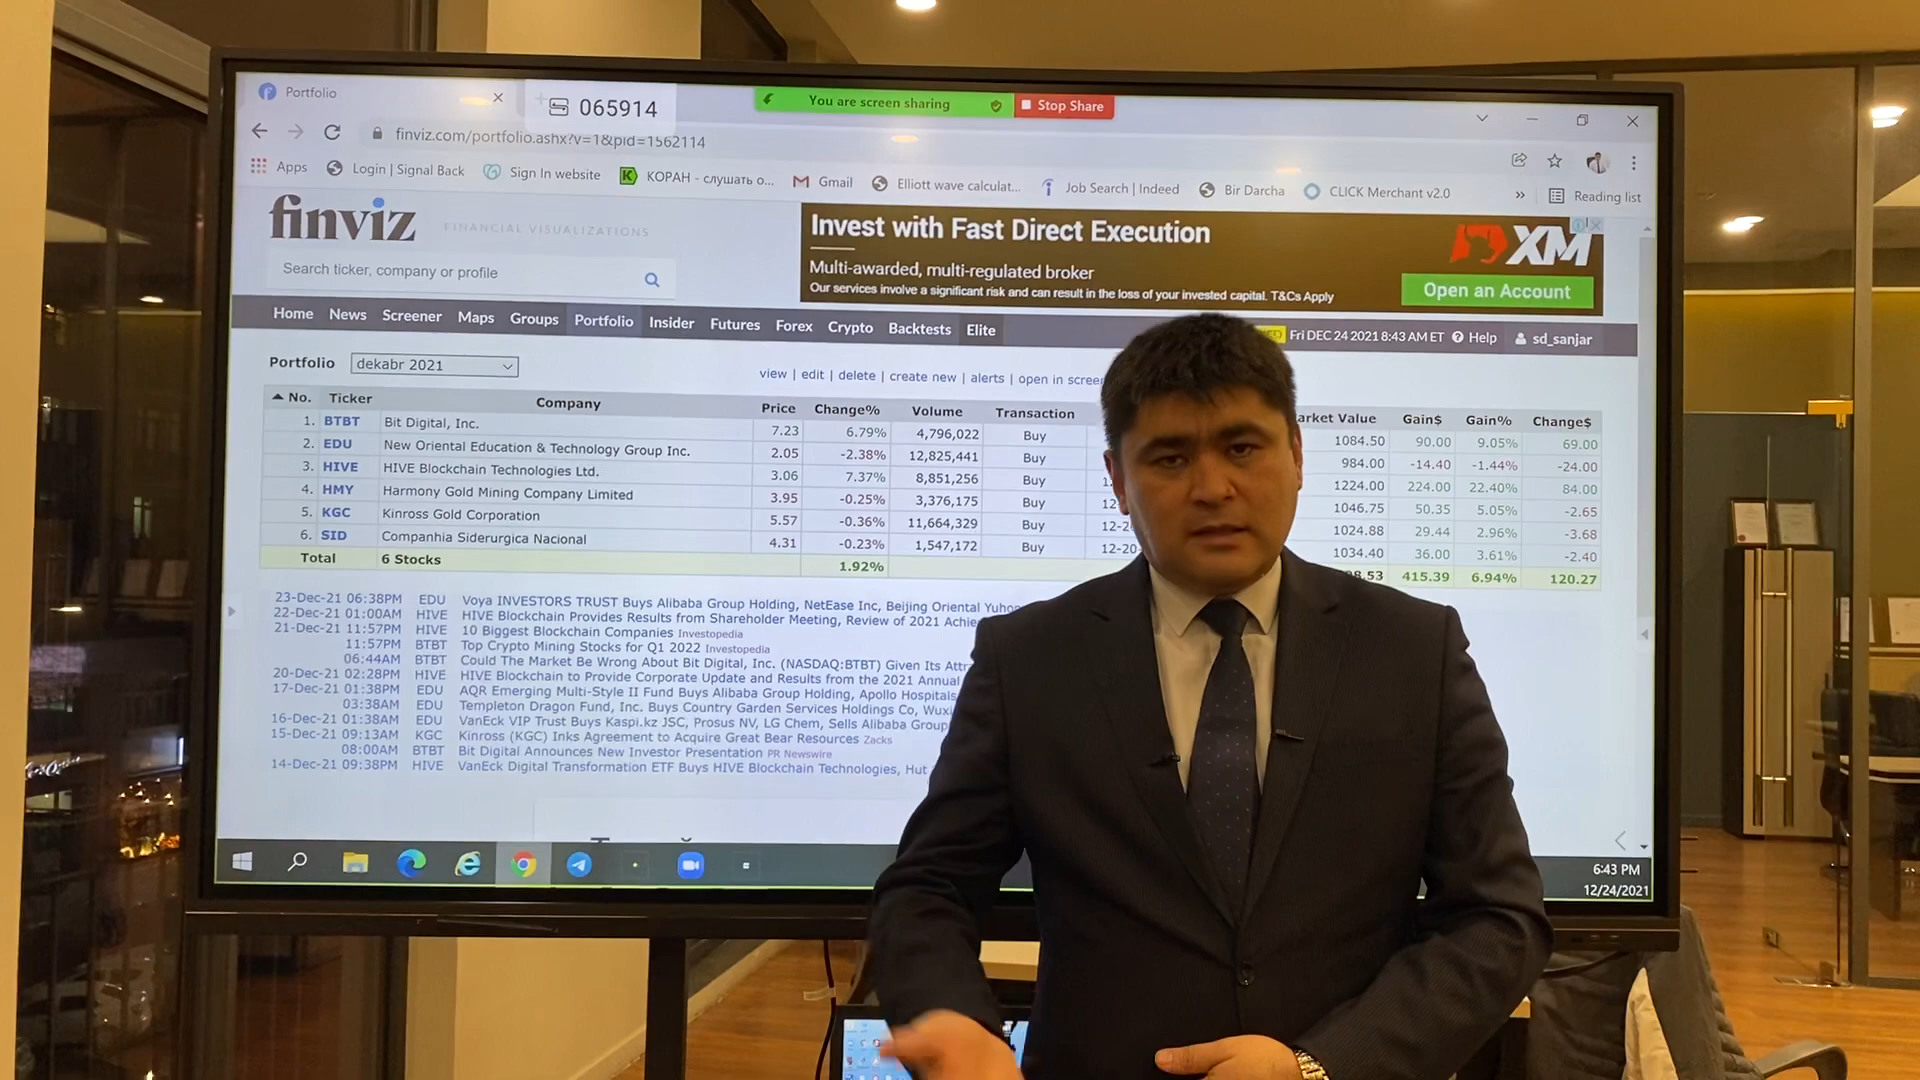 Portfolio
065914
You are screen sharing
Stop Share
finviz.com/portfolio.ashx?v=1&pid=1562114
Apps Login | Signal Back Sign In website КОРАН - слушать о... Gmail Elliott wave calculat... Job Search | Indeed Bir Darcha CLICK Merchant v2.0 » Reading list
finviz FINANCIAL VISUALIZATIONS
Search ticker, company or profile
Invest with Fast Direct Execution
Multi-awarded, multi-regulated broker
Our services involve a significant risk and can result in the loss of your invested capital. T&Cs Apply
XM
Open an Account
Home News Screener Maps Groups Portfolio Insider Futures Forex Crypto Backtests Elite Fri DEC 24 2021 8:43 AM ET Help sd_sanjar
Portfolio dekabr 2021
view | edit | delete | create new | alerts | open in
No. Ticker Company Price Change% Volume Transaction Value Gain$ Gain% Change$
1. BTBT Bit Digital, Inc. 7.23 6.79% 4,796,022 Buy 1084.50 90.00 9.05% 69.00
2. EDU New Oriental Education & Technology Group Inc. 2.05 -2.38% 12,825,441 Buy 984.00 -14.40 -1.44% -24.00
3. HIVE HIVE Blockchain Technologies Ltd. 3.06 7.37% 8,851,256 Buy 1224.00 224.00 22.40% 84.00
4. HMY Harmony Gold Mining Company Limited 3.95 -0.25% 3,376,175 Buy 1046.75 50.35 5.05% -2.65
5. KGC Kinross Gold Corporation 5.57 -0.36% 11,664,329 Buy 1024.88 29.44 2.96% -3.68
6. SID Companhia Siderurgica Nacional 4.31 -0.23% 1,547,172 Buy 12-20 1034.40 36.00 3.61% -2.40
Total 6 Stocks 1.92% 415.39 6.94% 120.27
23-Dec-21 06:38PM EDU Voya INVESTORS TRUST Buys Alibaba Group Holding, NetEase Inc, Beijing Oriental
22-Dec-21 01:00AM HIVE HIVE Blockchain Provides Results from Shareholder Meeting, Review of 2021
21-Dec-21 11:57PM HIVE 10 Biggest Blockchain Companies Investopedia
11:57PM BTBT Top Crypto Mining Stocks for Q1 2022 Investopedia
06:44AM BTBT Could The Market Be Wrong About Bit Digital, Inc. (NASDAQ:BTBT) Given Its
20-Dec-21 02:28PM HIVE HIVE Blockchain to Provide Corporate Update and Results from the 2021 Annual
17-Dec-21 01:38PM EDU AQR Emerging Multi-Style II Fund Buys Alibaba Group Holding, Apollo Hospitals
03:38AM EDU Templeton Dragon Fund, Inc. Buys Country Garden Services Holdings Co,
16-Dec-21 01:38AM EDU VanEck VIP Trust Buys Kaspi.kz JSC, Prosus NV, LG Chem, Sells Alibaba Group
15-Dec-21 09:13AM KGC Kinross (KGC) Inks Agreement to Acquire Great Bear Resources Zacks
08:00AM BTBT Bit Digital Announces New Investor Presentation PR Newswire
14-Dec-21 09:38PM HIVE VanEck Digital Transformation ETF Buys HIVE Blockchain Technologies, Hut
6:43 PM
12/24/2021